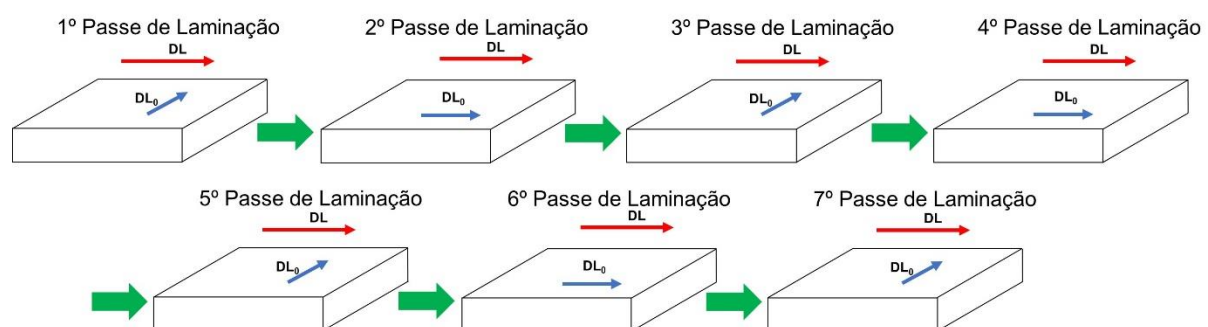 1º Passe de Laminação
DL
DL₀
2º Passe de Laminação
DL
DL₀
3º Passe de Laminação
DL
DL₀
4º Passe de Laminação
DL
DL₀
5º Passe de Laminação
DL
DL₀
6º Passe de Laminação
DL
DL₀
7º Passe de Laminação
DL
DL₀